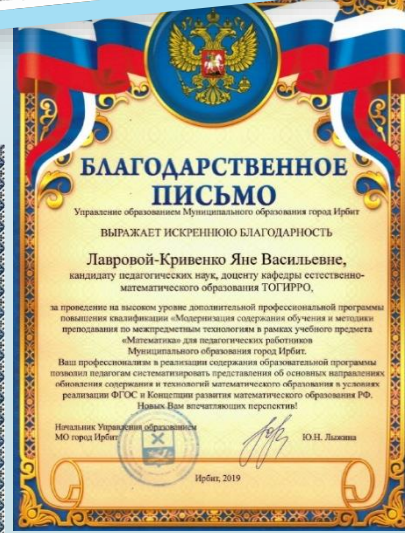 БЛАГОДАРСТВЕННОЕ
ПИСЬМО
Управление образованием Муниципального образования город Ирбит
ВЫРАЖАЕТ ИСКРЕННЮЮ БЛАГОДАРНОСТЬ
Лавровой-Кривенко Яне Васильевне,
кандидату педагогических наук, доценту кафедры естественно-
математического образования ТОГИРРО,
за проведение на высоком уровне дополнительной профессиональной программы
повышения квалификации «Модернизация содержания обучения и методики
преподавания по межпредметным технологиям в рамках учебного предмета
«Математика» для педагогических работников
Муниципального образования город Ирбит.
Ваш профессионализм в реализации содержания образовательной программы
позволил педагогам систематизировать представления об основных направлениях
обновления содержания и технологий математического образования в условиях
реализации ФГОС и Концепции развития математического образования РФ.
Новых Вам впечатляющих перспектив!
Начальник Управления образованием
МО город Ирбит Ю.Н. Лыжина
Ирбит, 2019